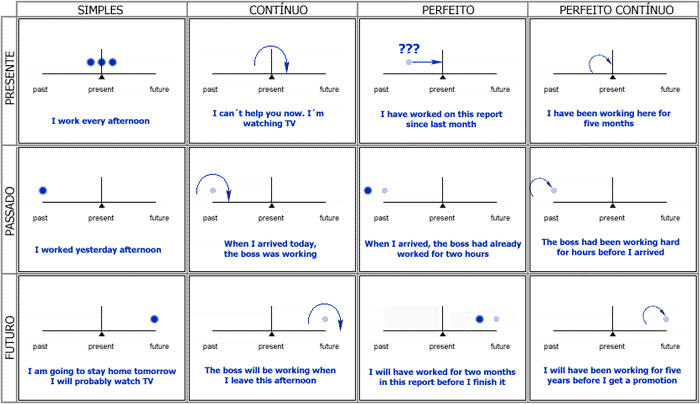 SIMPLES
CONTÍNUO
PERFEITO
PERFEITO CONTÍNUO
PRESENTE
past present future
I work every afternoon
past present future
I can´t help you now. I´m
watching TV
???
past present future
I have worked on this report
since last month
past present future
I have been working here for
five months
PASSADO
past present future
I worked yesterday afternoon
past present future
When I arrived today,
the boss was working
past present future
When I arrived, the boss had already
worked for two hours
past present future
The boss had been working hard
for hours before I arrived
FUTURO
past present future
I am going to stay home tomorrow
I will probably watch TV
past present future
The boss will be working when
I leave this afternoon
past present future
I will have worked for two months
in this report before I finish it
past present future
I will have been working for five
years before I get a promotion